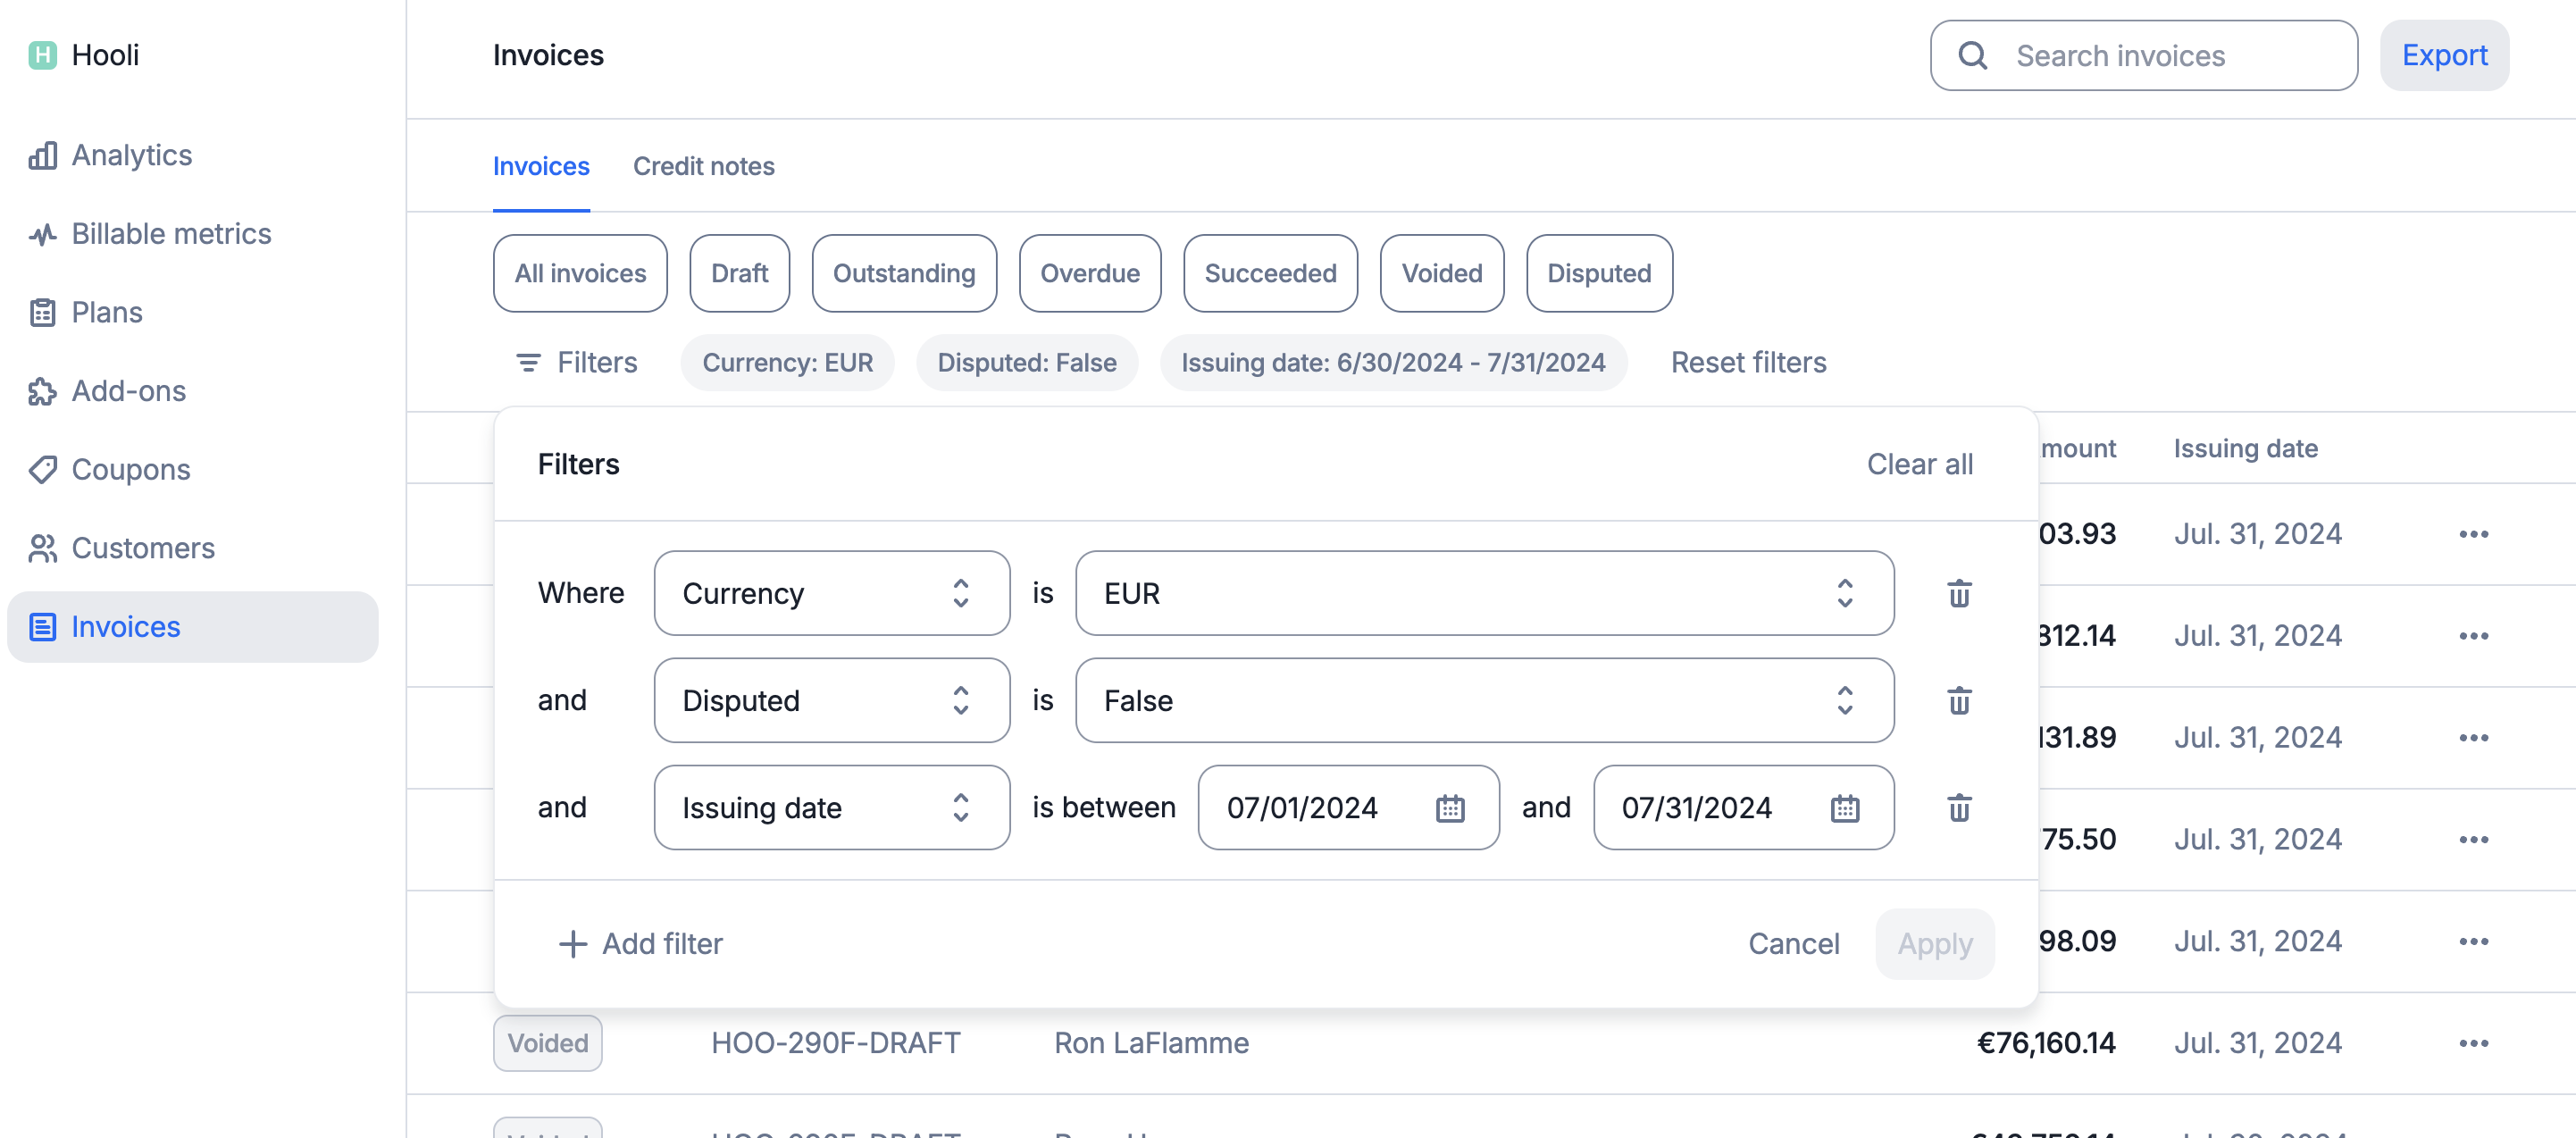 H Hooli
Analytics
Billable metrics
Plans
Add-ons
Coupons
Customers
Invoices
Invoices
Search invoices
Export
Invoices Credit notes
All invoices Draft Outstanding Overdue Succeeded Voided Disputed
Filters Currency: EUR Disputed: False Issuing date: 6/30/2024 - 7/31/2024 Reset filters
Filters Clear all
Where Currency is EUR
and Disputed is False
and Issuing date is between 07/01/2024 and 07/31/2024
Add filter Cancel Apply
mount Issuing date
03.93 Jul. 31, 2024
812.14 Jul. 31, 2024
131.89 Jul. 31, 2024
75.50 Jul. 31, 2024
98.09 Jul. 31, 2024
Voided HOO-290F-DRAFT Ron LaFlamme €76,160.14 Jul. 31, 2024